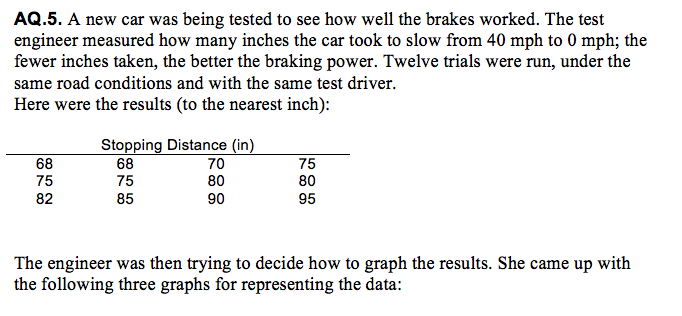 AQ.5. A new car was being tested to see how well the brakes worked. The test
engineer measured how many inches the car took to slow from 40 mph to 0 mph; the
fewer inches taken, the better the braking power. Twelve trials were run, under the
same road conditions and with the same test driver.
Here were the results (to the nearest inch):
Stopping Distance (in)
68 68 70 75
75 75 80 80
82 85 90 95
The engineer was then trying to decide how to graph the results. She came up with
the following three graphs for representing the data: